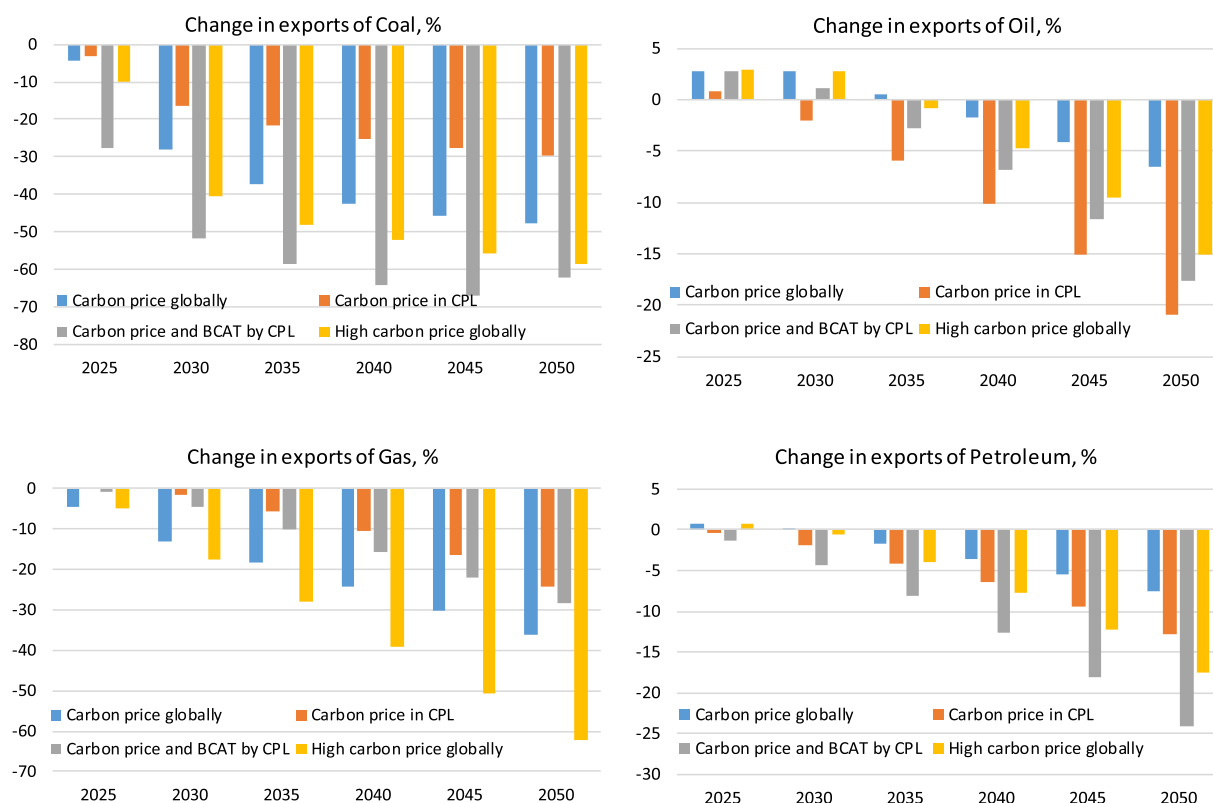 Change in exports of Coal, %
0
-10
-20
-30
-40
-50
-60
-70
-80
Carbon price globally
Carbon price in CPL
Carbon price and BCAT by CPL
High carbon price globally
2025 2030 2035 2040 2045 2050
Change in exports of Oil, %
5
0
-5
-10
-15
-20
-25
Carbon price globally
Carbon price in CPL
Carbon price and BCAT by CPL
High carbon price globally
2025 2030 2035 2040 2045 2050
Change in exports of Gas, %
0
-10
-20
-30
-40
-50
-60
-70
Carbon price globally
Carbon price in CPL
Carbon price and BCAT by CPL
High carbon price globally
2025 2030 2035 2040 2045 2050
Change in exports of Petroleum, %
5
0
-5
-10
-15
-20
-25
-30
Carbon price globally
Carbon price in CPL
Carbon price and BCAT by CPL
High carbon price globally
2025 2030 2035 2040 2045 2050